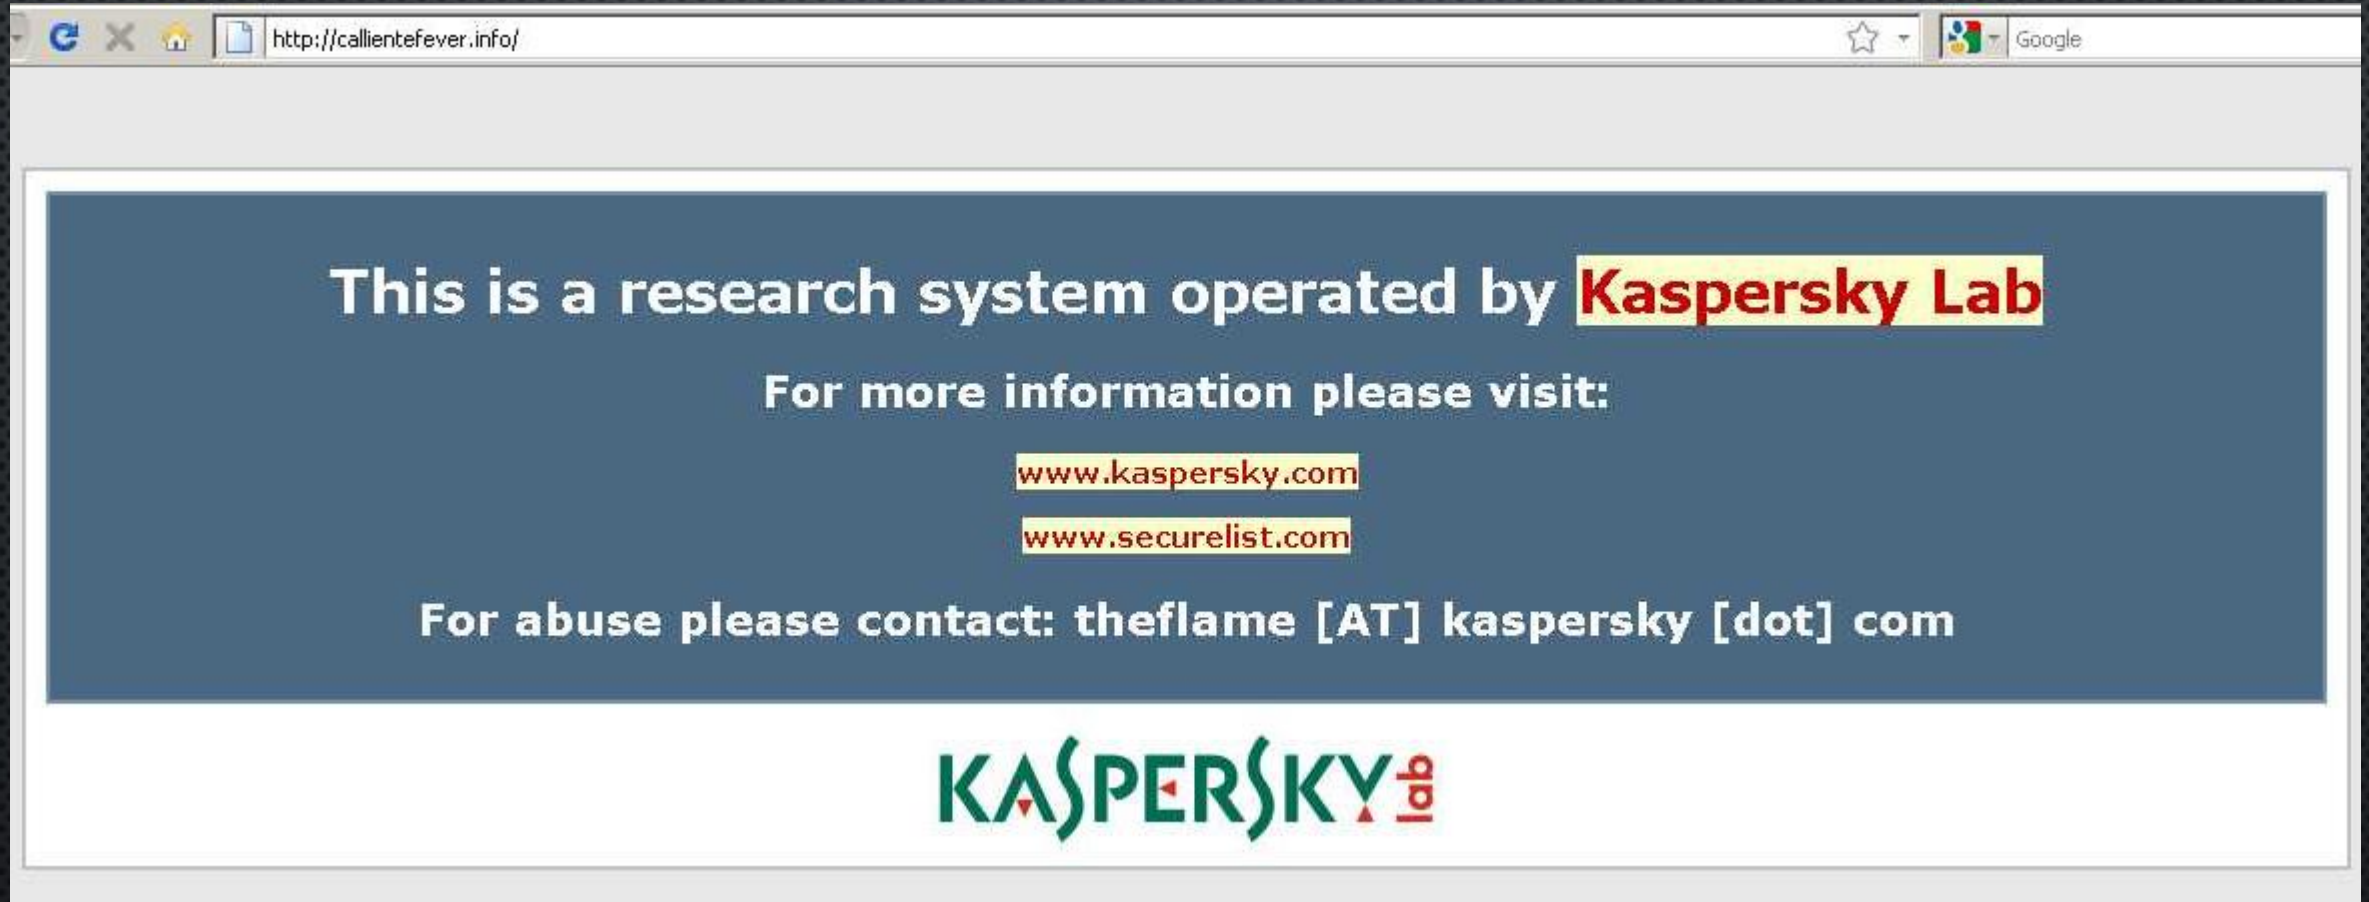 http://callientefever.info/
Google
This is a research system operated by Kaspersky Lab
For more information please visit:
www.kaspersky.com
www.securelist.com
For abuse please contact: theflame [AT] kaspersky [dot] com
KASPERSKY lab